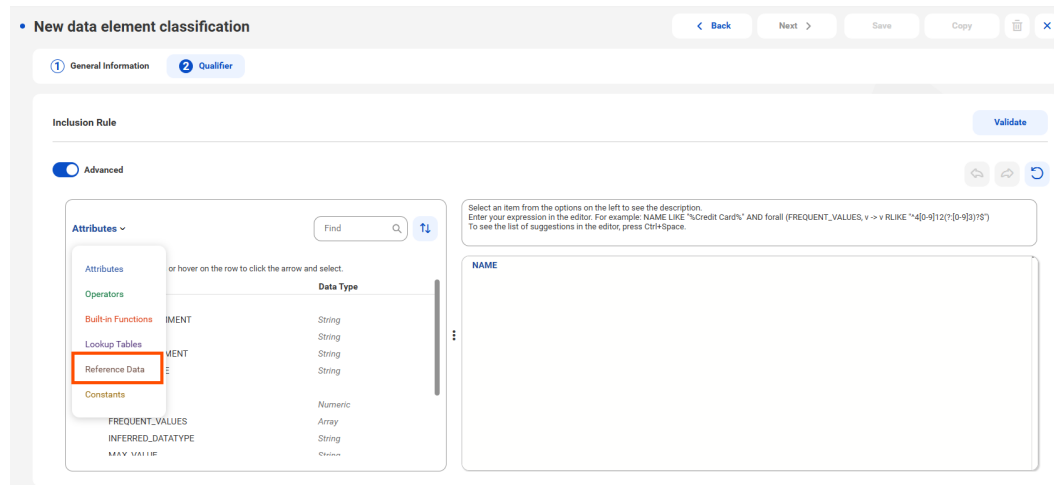 New data element classification
Back
Next
Save
Copy
1 General Information
2 Qualifier
Inclusion Rule
Validate
Advanced
Attributes
Find
Select an item from the options on the left to see the description.
Enter your expression in the editor. For example: NAME LIKE "%Credit Card%" AND forall (FREQUENT_VALUES, v -> v RLIKE "^4[0-9]12(?:[0-9]3)?$")
To see the list of suggestions in the editor, press Ctrl+Space.
Attributes
or hover on the row to click the arrow and select.
NAME
Data Type
Operators
Built-in Functions
MENT
String
String
Lookup Tables
MENT
String
Reference Data
E
String
Constants
Numeric
FREQUENT_VALUES
Array
INFERRED_DATATYPE
String
MAX_VALUE
String